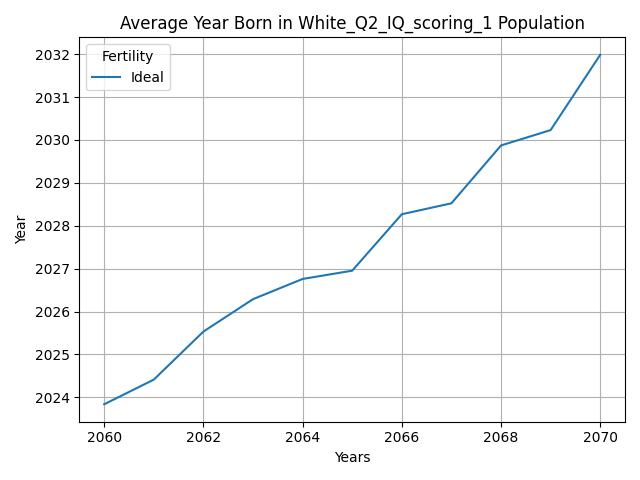 Average Year Born in White_Q2_IQ_scoring_1 Population
Fertility
Ideal
2032
2031
2030
2029
2028
2027
2026
2025
2024
Year
2060 2062 2064 2066 2068 2070
Years